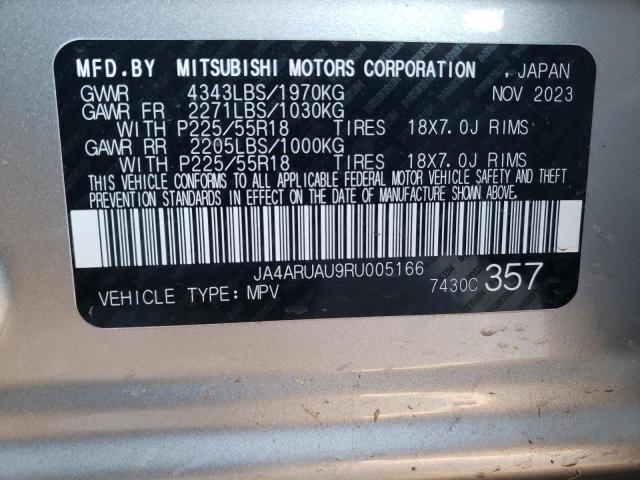 MFD.BY MITSUBISHI MOTORS CORPORATION , JAPAN
GVWR 4343LBS/1970KG NOV 2023
GAWR FR 2271LBS/1030KG
WITH P225/55R18 TIRES 18X7.0J RIMS
GAWR RR 2205LBS/1000KG
WITH P225/55R18 TIRES 18X7.0J RIMS
THIS VEHICLE CONFORMS TO ALL APPLICABLE FEDERAL MOTOR VEHICLE SAFETY AND THEFT
PREVENTION STANDARDS IN EFFECT ON THE DATE OF MANUFACTURE SHOWN ABOVE.
JA4ARUAU9RU005166
VEHICLE TYPE: MPV 7430C 357